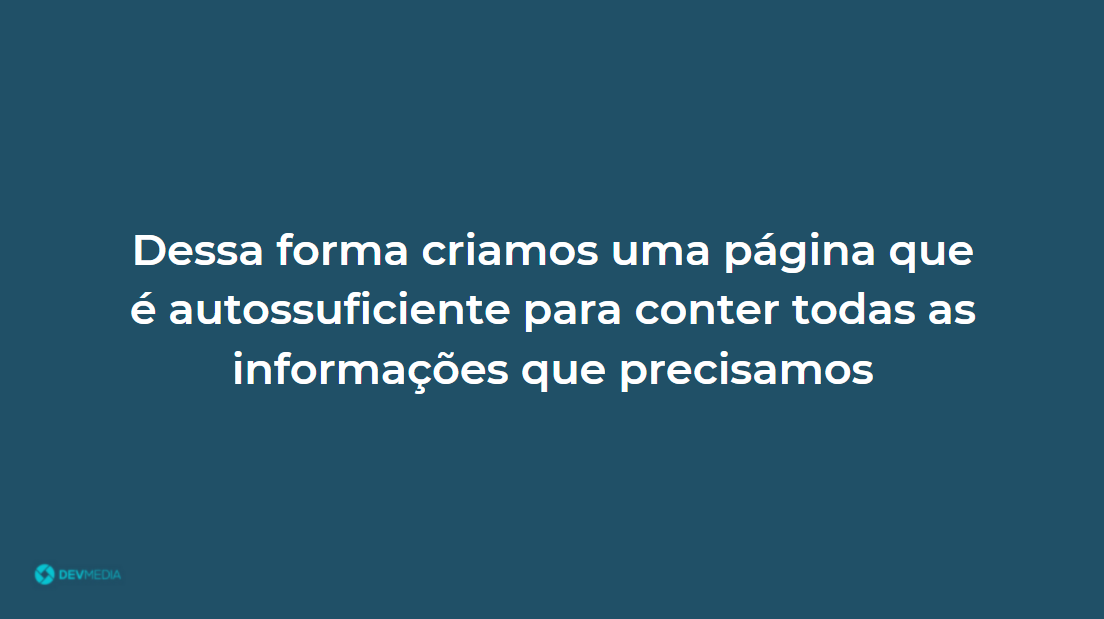 Dessa forma criamos uma página que
é autossuficiente para conter todas as
informações que precisamos
DEVMEDIA